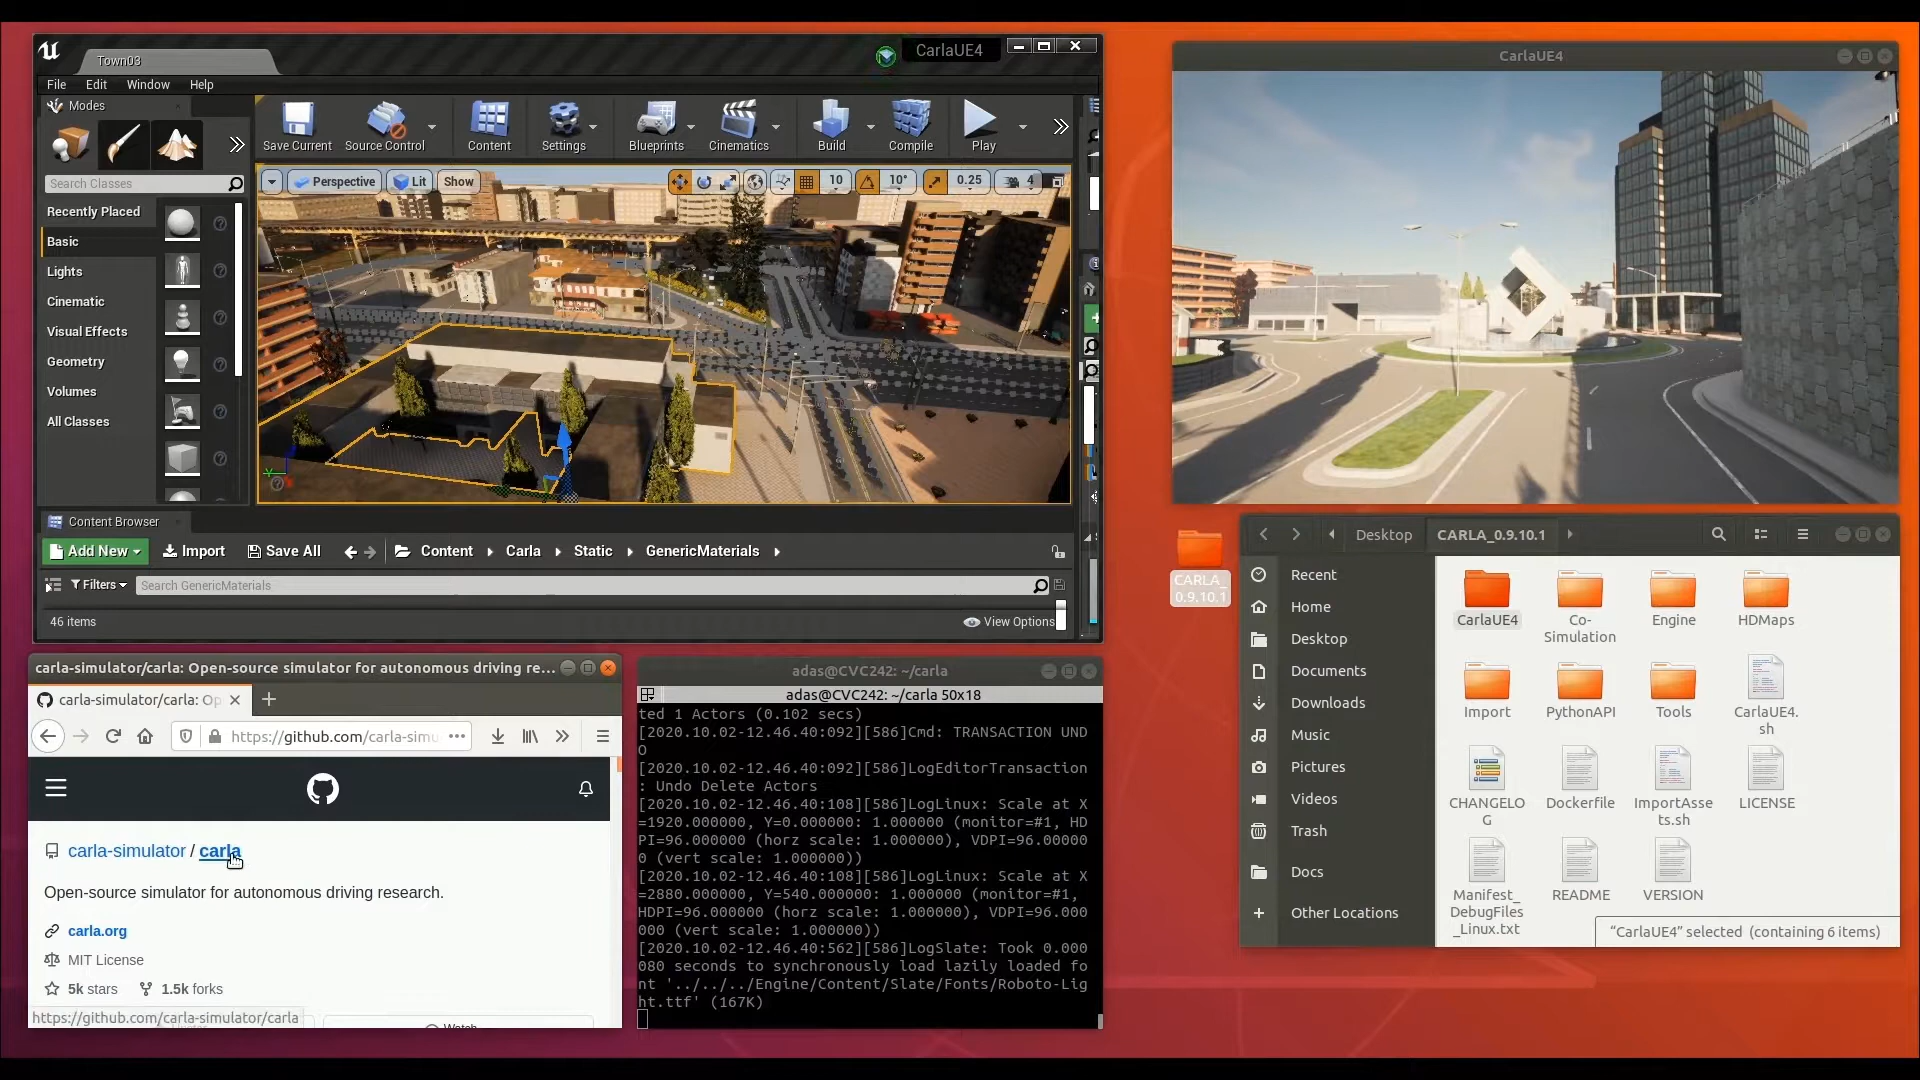 Town03
CarlaUE4
File Edit Window Help
Modes
Save Current
Source Control
Content
Settings
Blueprints
Cinematics
Build
Compile
Play
Search Classes
Recently Placed
Basic
Lights
Cinematic
Visual Effects
Geometry
Volumes
All Classes
Perspective
Lit
Show
10
10°
0.25
4
Content Browser
Add New
Import
Save All
Content
Carla
Static
GenericMaterials
Filters
Search GenericMaterials
46 items
View Options
CarlaUE4
CARLA_
0.9.10.1
Desktop
CARLA_0.9.10.1
Recent
Home
Desktop
Documents
Downloads
Music
Pictures
Videos
Trash
Docs
Other Locations
CarlaUE4
Co-
Simulation
Engine
HDMaps
Import
PythonAPI
Tools
CarlaUE4.
sh
CHANGELO
G
Dockerfile
ImportAsse
ts.sh
LICENSE
Manifest_
DebugFiles
_Linux.txt
README
VERSION
“CarlaUE4” selected (containing 6 items)
carla-simulator/carla: Open-source simulator for autonomous driving re...
carla-simulator/carla: Op
https://github.com/carla-simu
carla-simulator / carla
Open-source simulator for autonomous driving research.
carla.org
MIT License
5k stars
1.5k forks
https://github.com/carla-simulator/carla
Watch
adas@CVC242: ~/carla
adas@CVC242: ~/carla 50x18
ted 1 Actors (0.102 secs)
[2020.10.02-12.46.40:092][586]Cmd: TRANSACTION UND
O
[2020.10.02-12.46.40:092][586]LogEditorTransaction
: Undo Delete Actors
[2020.10.02-12.46.40:108][586]LogLinux: Scale at X
=1920.000000, Y=0.000000: 1.000000 (monitor=#1, HD
PI=96.000000 (horz scale: 1.000000), VDPI=96.00000
0 (vert scale: 1.000000))
[2020.10.02-12.46.40:108][586]LogLinux: Scale at X
=2880.000000, Y=540.000000: 1.000000 (monitor=#1,
HDPI=96.000000 (horz scale: 1.000000), VDPI=96.000
000 (vert scale: 1.000000))
[2020.10.02-12.46.40:562][586]LogSlate: Took 0.000
080 seconds to synchronously load lazily loaded fo
nt '../../../Engine/Content/Slate/Fonts/Roboto-Lig
ht.ttf' (167K)